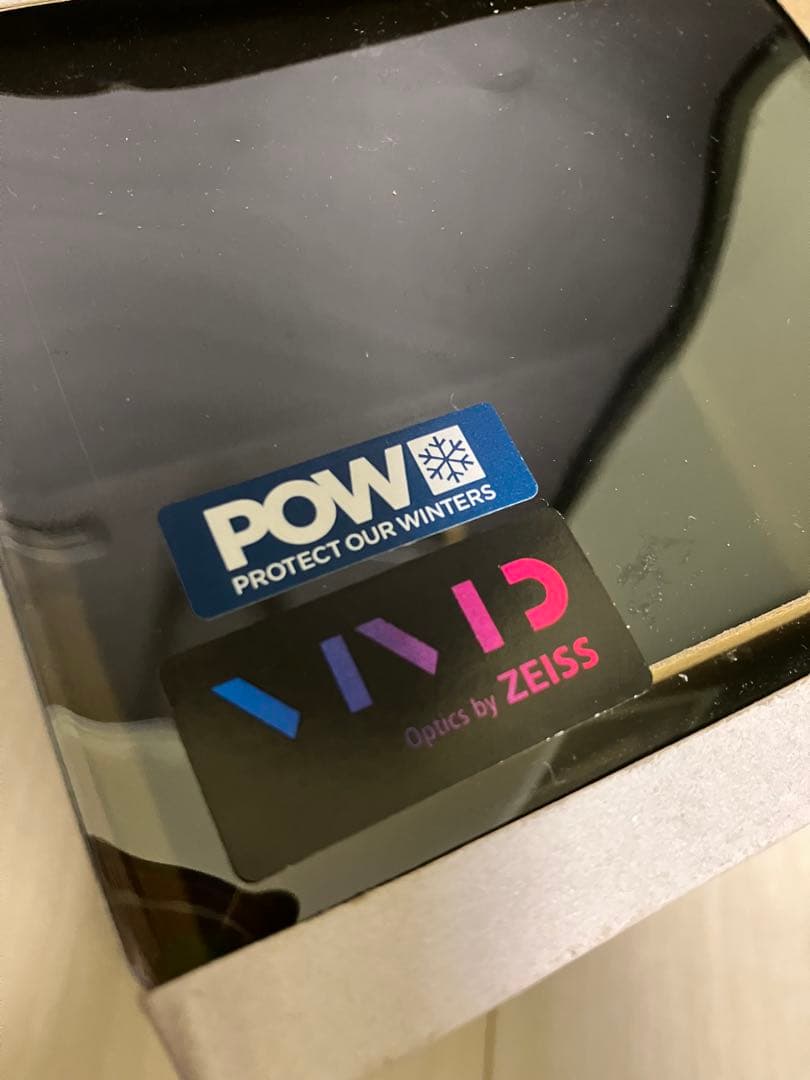 POW
PROTECT OUR WINTERS
VIVID
Optics by ZEISS